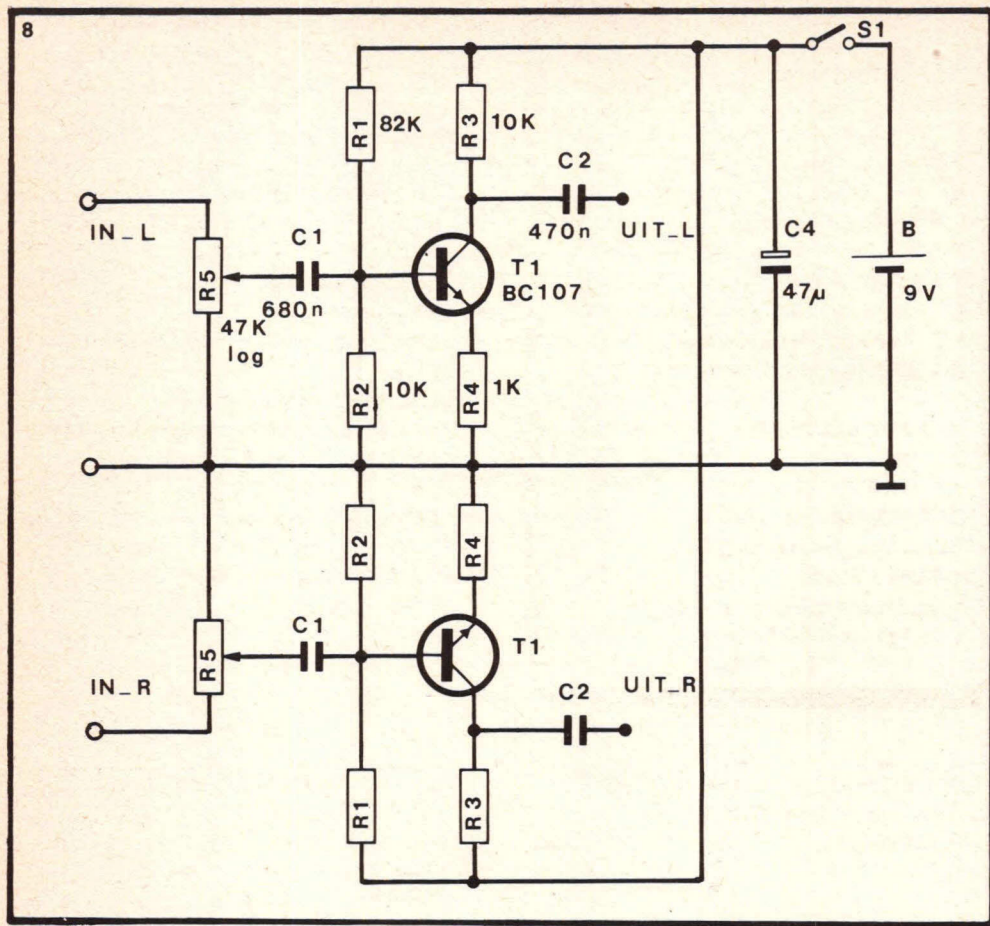 8
S1
R1
82K
R3
10K
C2
470n
UIT_L
IN_L
C1
680n
R5
47K
log
T1
BC107
C4
47µ
B
9V
R2
10K
R4
1K
R2
R4
R5
C1
T1
IN_R
C2
UIT_R
R1
R3